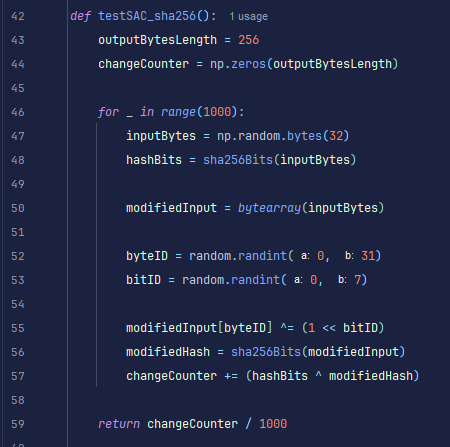 42 def testSAC_sha256(): 1 usage
43 outputBytesLength = 256
44 changeCounter = np.zeros(outputBytesLength)
45
46 for _ in range(1000):
47 inputBytes = np.random.bytes(32)
48 hashBits = sha256Bits(inputBytes)
49
50 modifiedInput = bytearray(inputBytes)
51
52 byteID = random.randint( a: 0, b: 31)
53 bitID = random.randint( a: 0, b: 7)
54
55 modifiedInput[byteID] ^= (1 << bitID)
56 modifiedHash = sha256Bits(modifiedInput)
57 changeCounter += (hashBits ^ modifiedHash)
58
59 return changeCounter / 1000